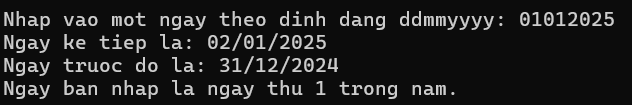 Nhap vao mot ngay theo dinh dang ddmmyyyy: 01012025
Ngay ke tiep la: 02/01/2025
Ngay truoc do la: 31/12/2024
Ngay ban nhap la ngay thu 1 trong nam.